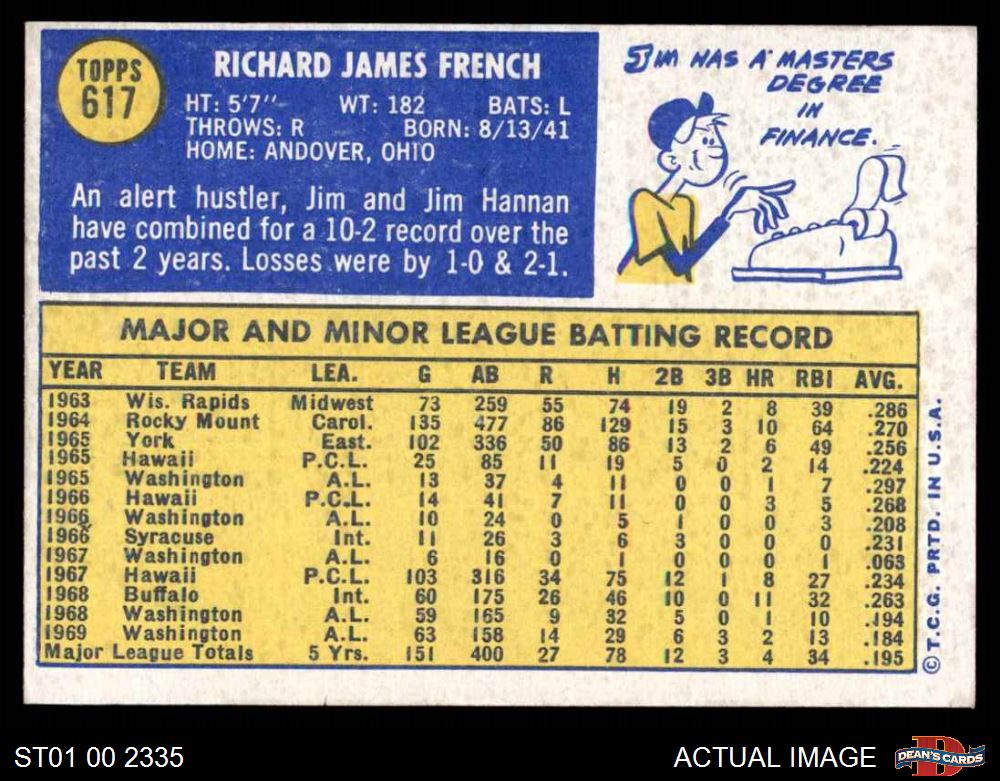 TOPPS
617
RICHARD JAMES FRENCH
HT: 5'7" WT: 182 BATS: L
THROWS: R BORN: 8/13/41
HOME: ANDOVER, OHIO
An alert hustler, Jim and Jim Hannan
have combined for a 10-2 record over the
past 2 years. Losses were by 1-0 & 2-1.
JIM HAS A MASTERS
DEGREE
IN
FINANCE.
MAJOR AND MINOR LEAGUE BATTING RECORD
YEAR TEAM LEA. G AB R H 2B 3B HR RBI AVG.
1963 Wis. Rapids Midwest 73 259 55 74 19 2 8 39 .286
1964 Rocky Mount Carol. 135 477 86 129 15 3 10 64 .270
1965 York East. 102 336 50 86 13 2 6 49 .256
1965 Hawaii P.C.L. 25 85 11 19 5 0 2 14 .224
1965 Washington A.L. 13 37 4 11 0 0 1 7 .297
1966 Hawaii P.C.L. 14 41 7 11 0 0 3 5 .268
1966 Washington A.L. 10 24 0 5 1 0 0 3 .208
1966 Syracuse Int. 11 26 3 6 3 0 0 0 .231
1967 Washington A.L. 6 16 0 1 0 0 0 1 .063
1967 Hawaii P.C.L. 103 316 34 75 12 1 8 27 .234
1968 Buffalo Int. 60 175 26 46 10 0 11 32 .263
1968 Washington A.L. 59 165 9 32 5 0 1 10 .194
1969 Washington A.L. 63 158 14 29 6 3 2 13 .184
Major League Totals 5 Yrs. 151 400 27 78 12 3 4 34 .195
© T.C.G. PRTD. IN U.S.A.
ST01 00 2335
ACTUAL IMAGE
D
DEAN'S CARDS